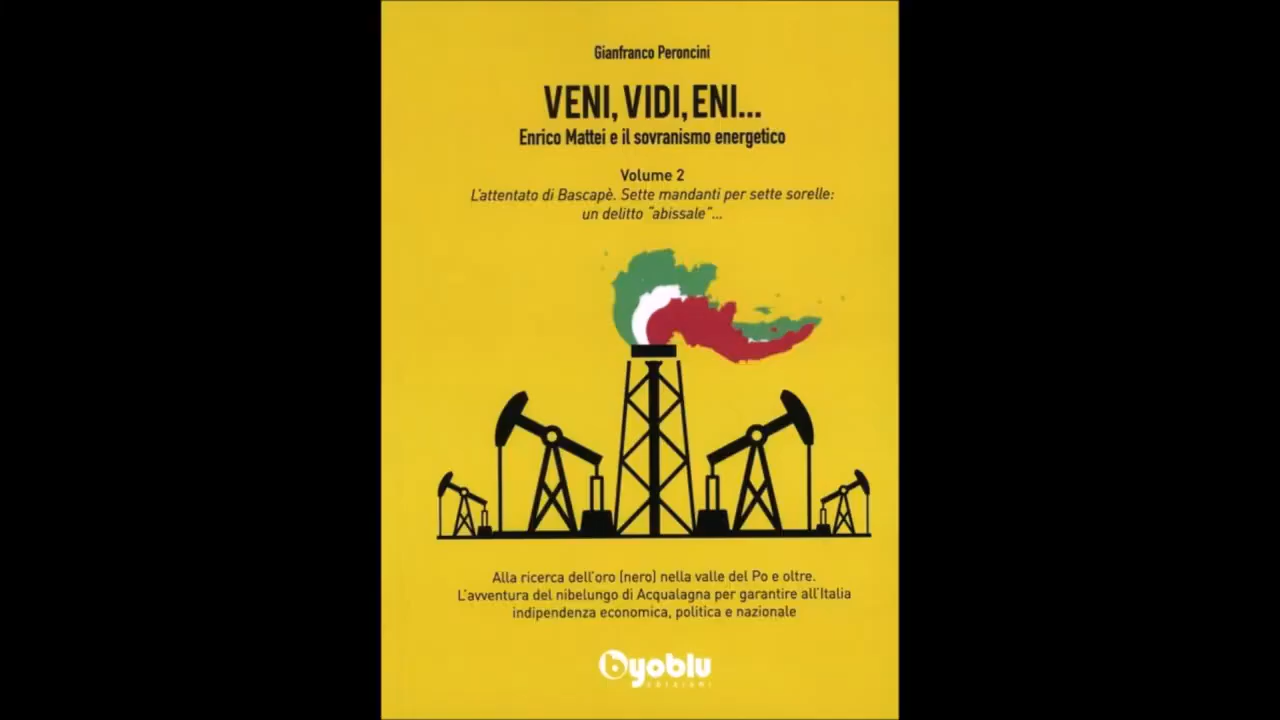 Gianfranco Peroncini
VENI, VIDI, ENI...
Enrico Mattei e il sovranismo energetico
Volume 2
L'attentato di Bascapè. Sette mandanti per sette sorelle:
un delitto "abissale"...
Alla ricerca dell'oro (nero) nella valle del Po e oltre.
L'avventura del nibelungo di Acqualagna per garantire all'Italia
indipendenza economica, politica e nazionale
byoblu
edizioni